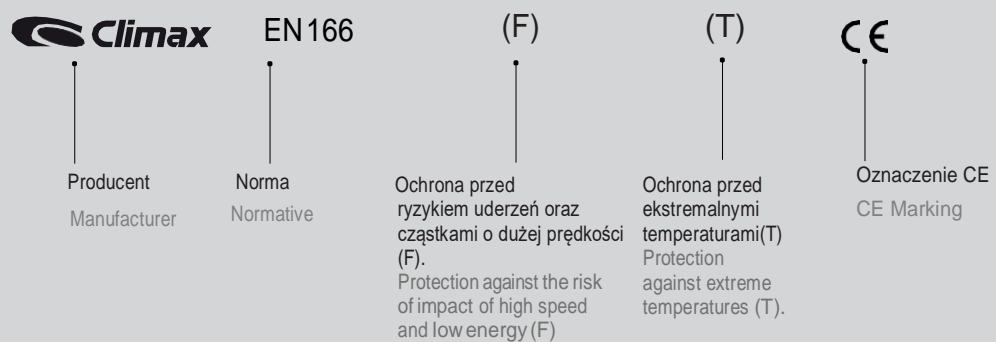 Climax EN166 (F) (T) CE
Producent
Manufacturer
Norma
Normative
Ochrona przed
ryzykiem uderzeń oraz
cząstkami o dużej prędkości
(F).
Protection against the risk
of impact of high speed
and low energy (F)
Ochrona przed
ekstremalnymi
temperaturami(T)
Protection
against extreme
temperatures (T).
Oznaczenie CE
CE Marking